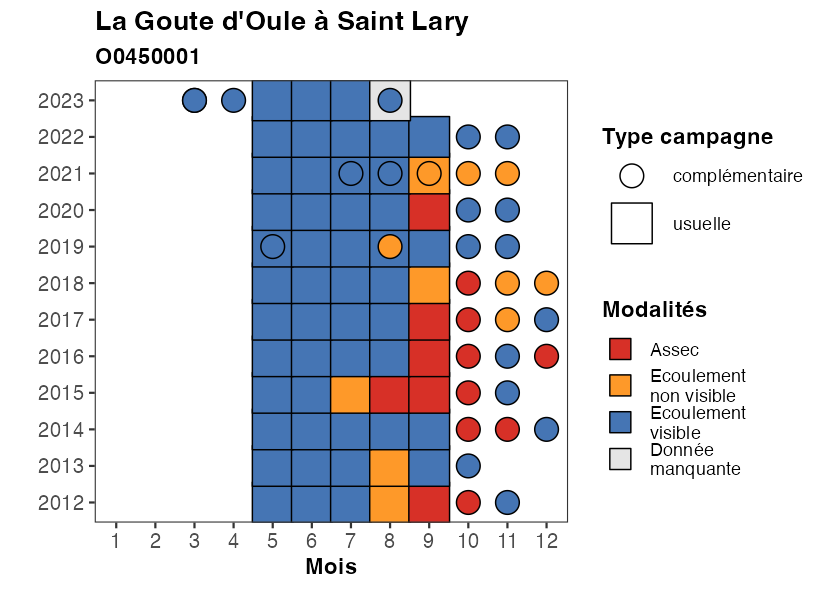 La Goute d'Oule à Saint Lary
O0450001
2023
2022
2021
2020
2019
2018
2017
2016
2015
2014
2013
2012
1 2 3 4 5 6 7 8 9 10 11 12
Mois
Type campagne
complémentaire
usuelle
Modalités
Assec
Ecoulement
non visible
Ecoulement
visible
Donnée
manquante